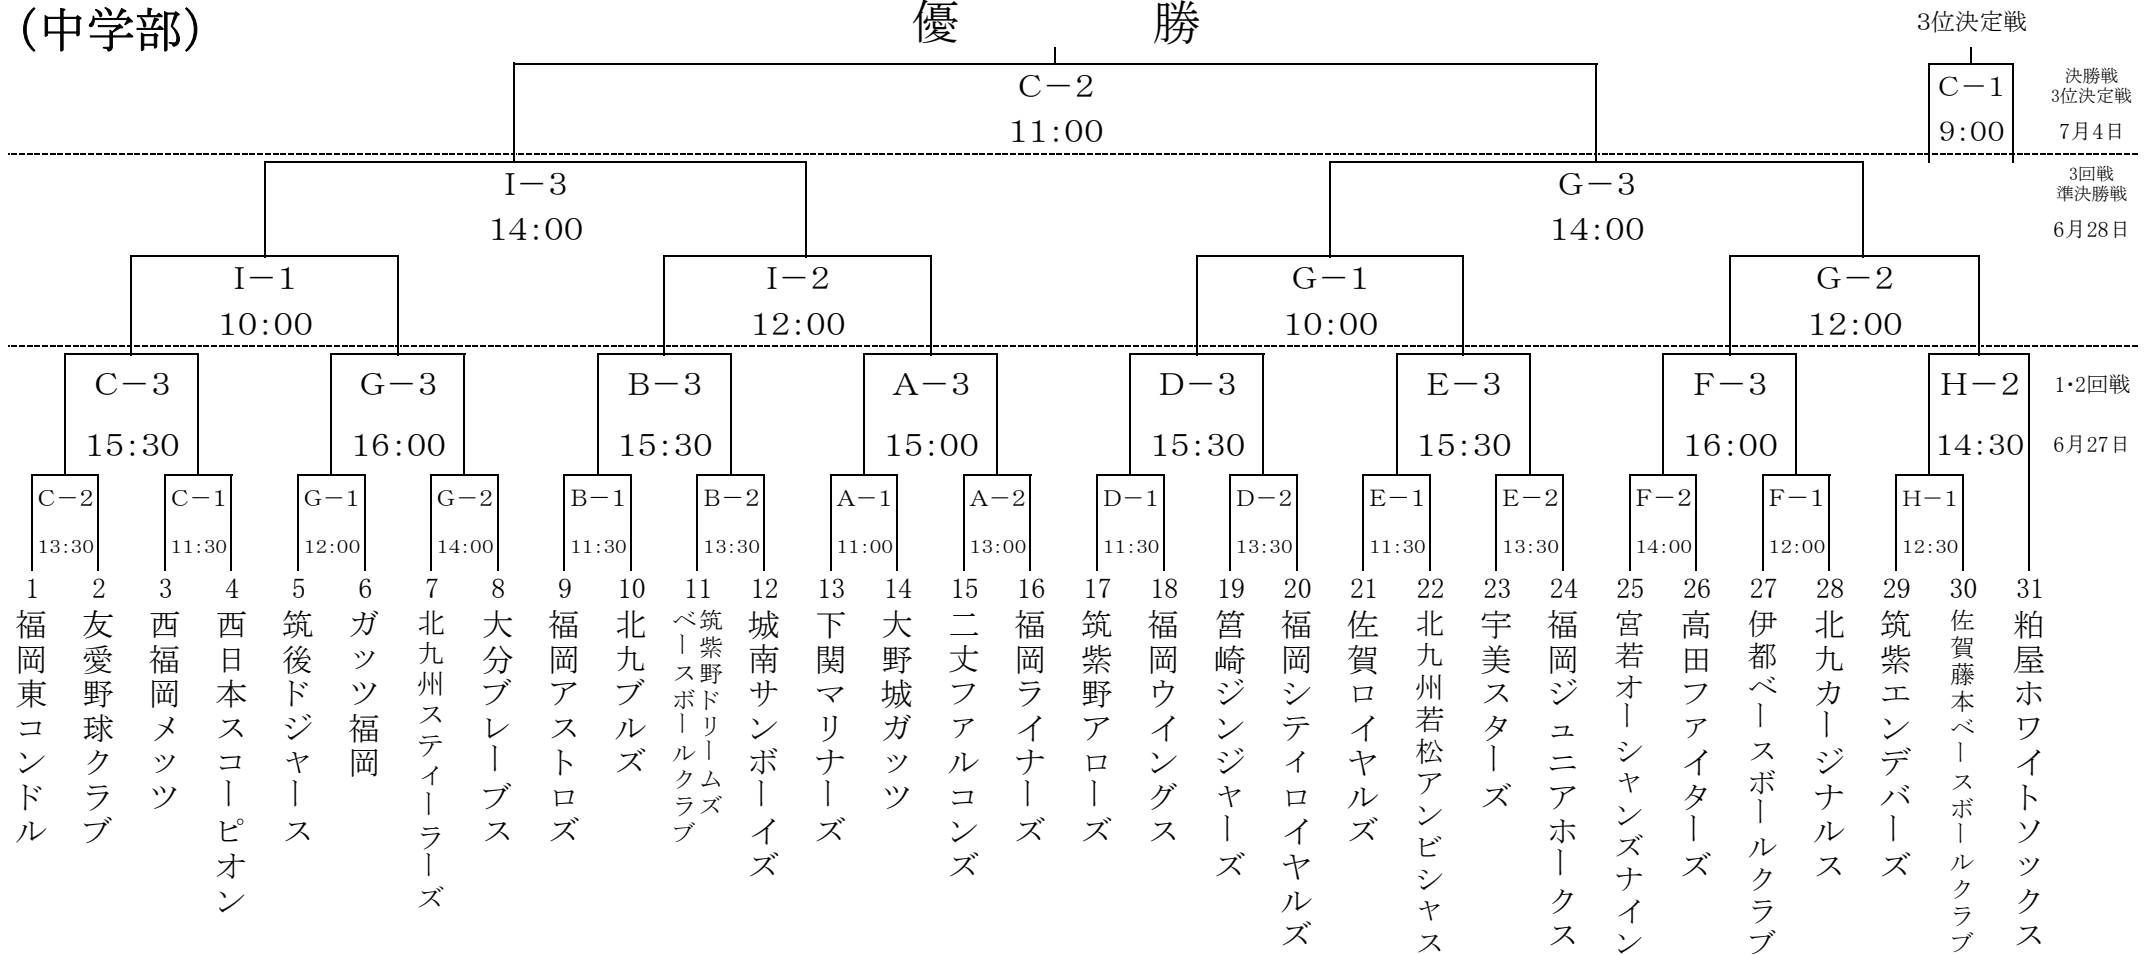 (中学部)
優　勝
3位決定戦
C－2
11:00
C－1
9:00
決勝戦
3位決定戦
7月4日
I－3
14:00
G－3
14:00
3回戦
準決勝戦
6月28日
I－1
10:00
I－2
12:00
G－1
10:00
G－2
12:00
C－3
G－3
B－3
A－3
D－3
E－3
F－3
H－2
1・2回戦
15:30
16:00
15:30
15:00
15:30
15:30
16:00
14:30
6月27日
C－2
C－1
G－1
G－2
B－1
B－2
A－1
A－2
D－1
D－2
E－1
E－2
F－2
F－1
H－1
13:30
11:30
12:00
14:00
11:30
13:30
11:00
13:00
11:30
13:30
11:30
13:30
14:00
12:00
12:30
1
福岡東コンドル
2
友愛野球クラブ
3
西福岡メッツ
4
西日本スコーピオン
5
筑後ドジャース
6
ガッツ福岡
7
北九州スティーラーズ
8
大分ブレーブス
9
福岡アストロズ
10
北九ブルズ
11
筑紫野ドリームズ
ベースボールクラブ
12
城南サンボーイズ
13
下関マリナーズ
14
大野城ガッツ
15
二丈ファルコンズ
16
福岡ライナーズ
17
筑紫野アローズ
18
福岡ウイングス
19
筥崎ジンジャーズ
20
福岡シティロイヤルズ
21
佐賀ロイヤルズ
22
北九州若松アンビシャス
23
宇美スターズ
24
福岡ジュニアホークス
25
宮若オーシャンズナイン
26
高田ファイターズ
27
伊都ベースボールクラブ
28
北九カージナルス
29
筑紫エンデバーズ
30
佐賀藤本ベースボールクラブ
31
粕屋ホワイトソックス